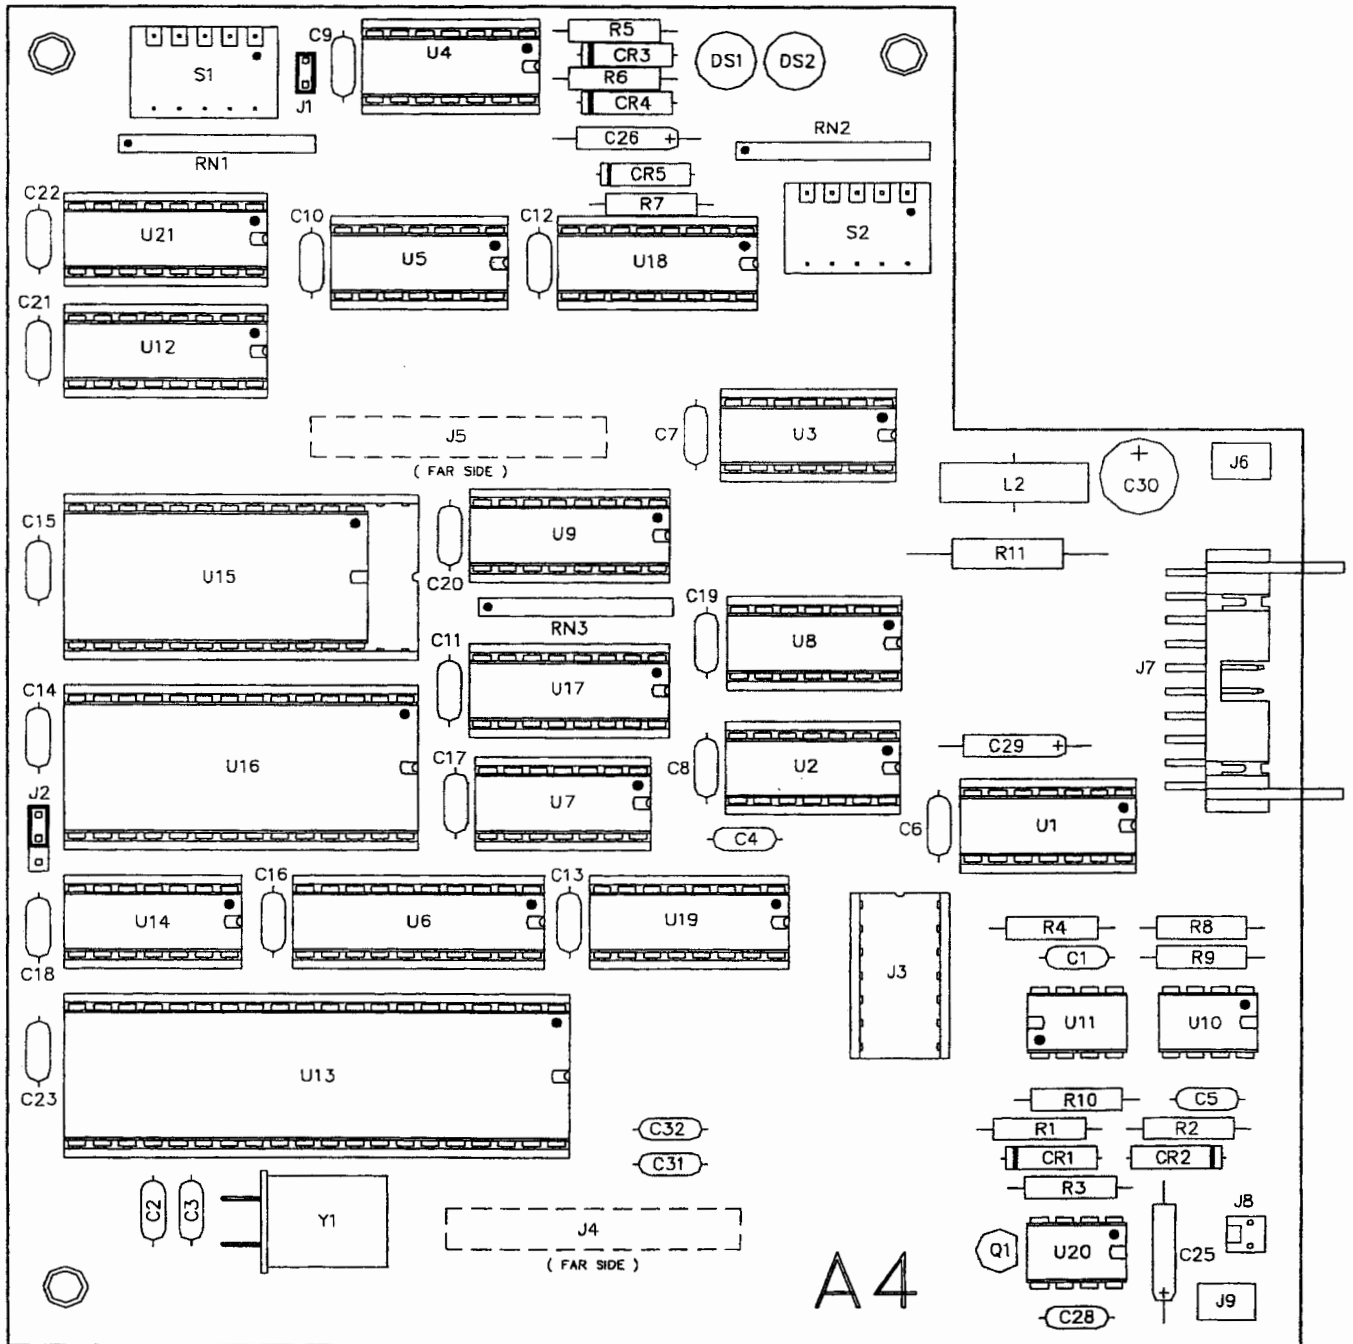 C9
U4
R5
CR3
R6
CR4
DS1
DS2
S1
J1
C26
RN2
RN1
CR5
R7
C22
U21
C10
U5
C12
U18
S2
C21
U12
J5
( FAR SIDE )
C7
U3
L2
C30
J6
C15
U15
C20
U9
R11
RN3
C19
U8
C11
U17
J7
C14
U16
C17
U7
C8
U2
C29
J2
C4
C6
U1
C16
C13
U14
U6
U19
C18
J3
R4
R8
C1
R9
U11
U10
C23
U13
R10
C5
C32
R1
R2
C31
CR1
CR2
R3
C2
C3
Y1
J4
( FAR SIDE )
Q1
U20
C25
J8
A4
J9
C28